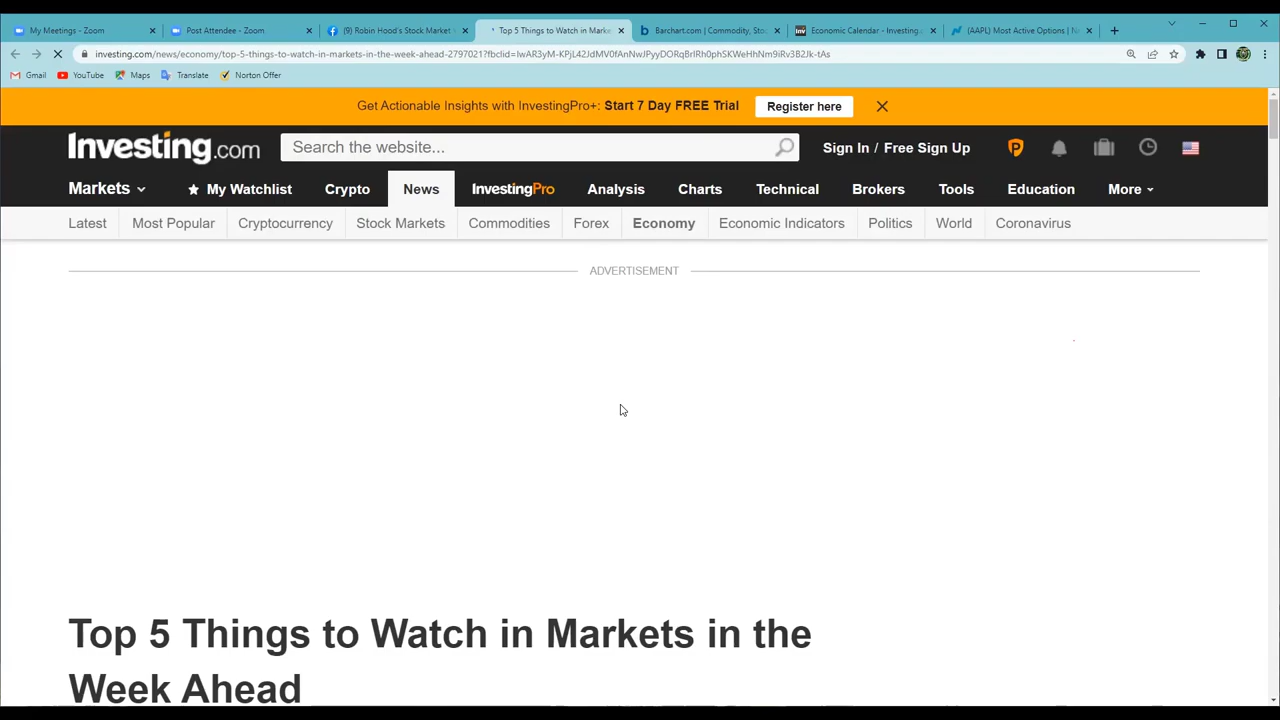 My Meetings - Zoom
Post Attendee - Zoom
(9) Robin Hood's Stock Market
Top 5 Things to Watch in Marke
Barchart.com | Commodity, Sto
Economic Calendar - Investing.
(AAPL) Most Active Options | N
investing.com/news/economy/top-5-things-to-watch-in-markets-in-the-week-ahead-2797021?fbclid=IwAR3yM-KPjL42JdMV0fAnNwJPyyDORqBrlRh0phSKWeHhNm9iRv3B2Jk-tAs
Gmail YouTube Maps Translate Norton Offer
Get Actionable Insights with InvestingPro+: Start 7 Day FREE Trial Register here
Investing.com Search the website... Sign In / Free Sign Up
Markets My Watchlist Crypto News InvestingPro Analysis Charts Technical Brokers Tools Education More
Latest Most Popular Cryptocurrency Stock Markets Commodities Forex Economy Economic Indicators Politics World Coronavirus
ADVERTISEMENT
Top 5 Things to Watch in Markets in the
Week Ahead